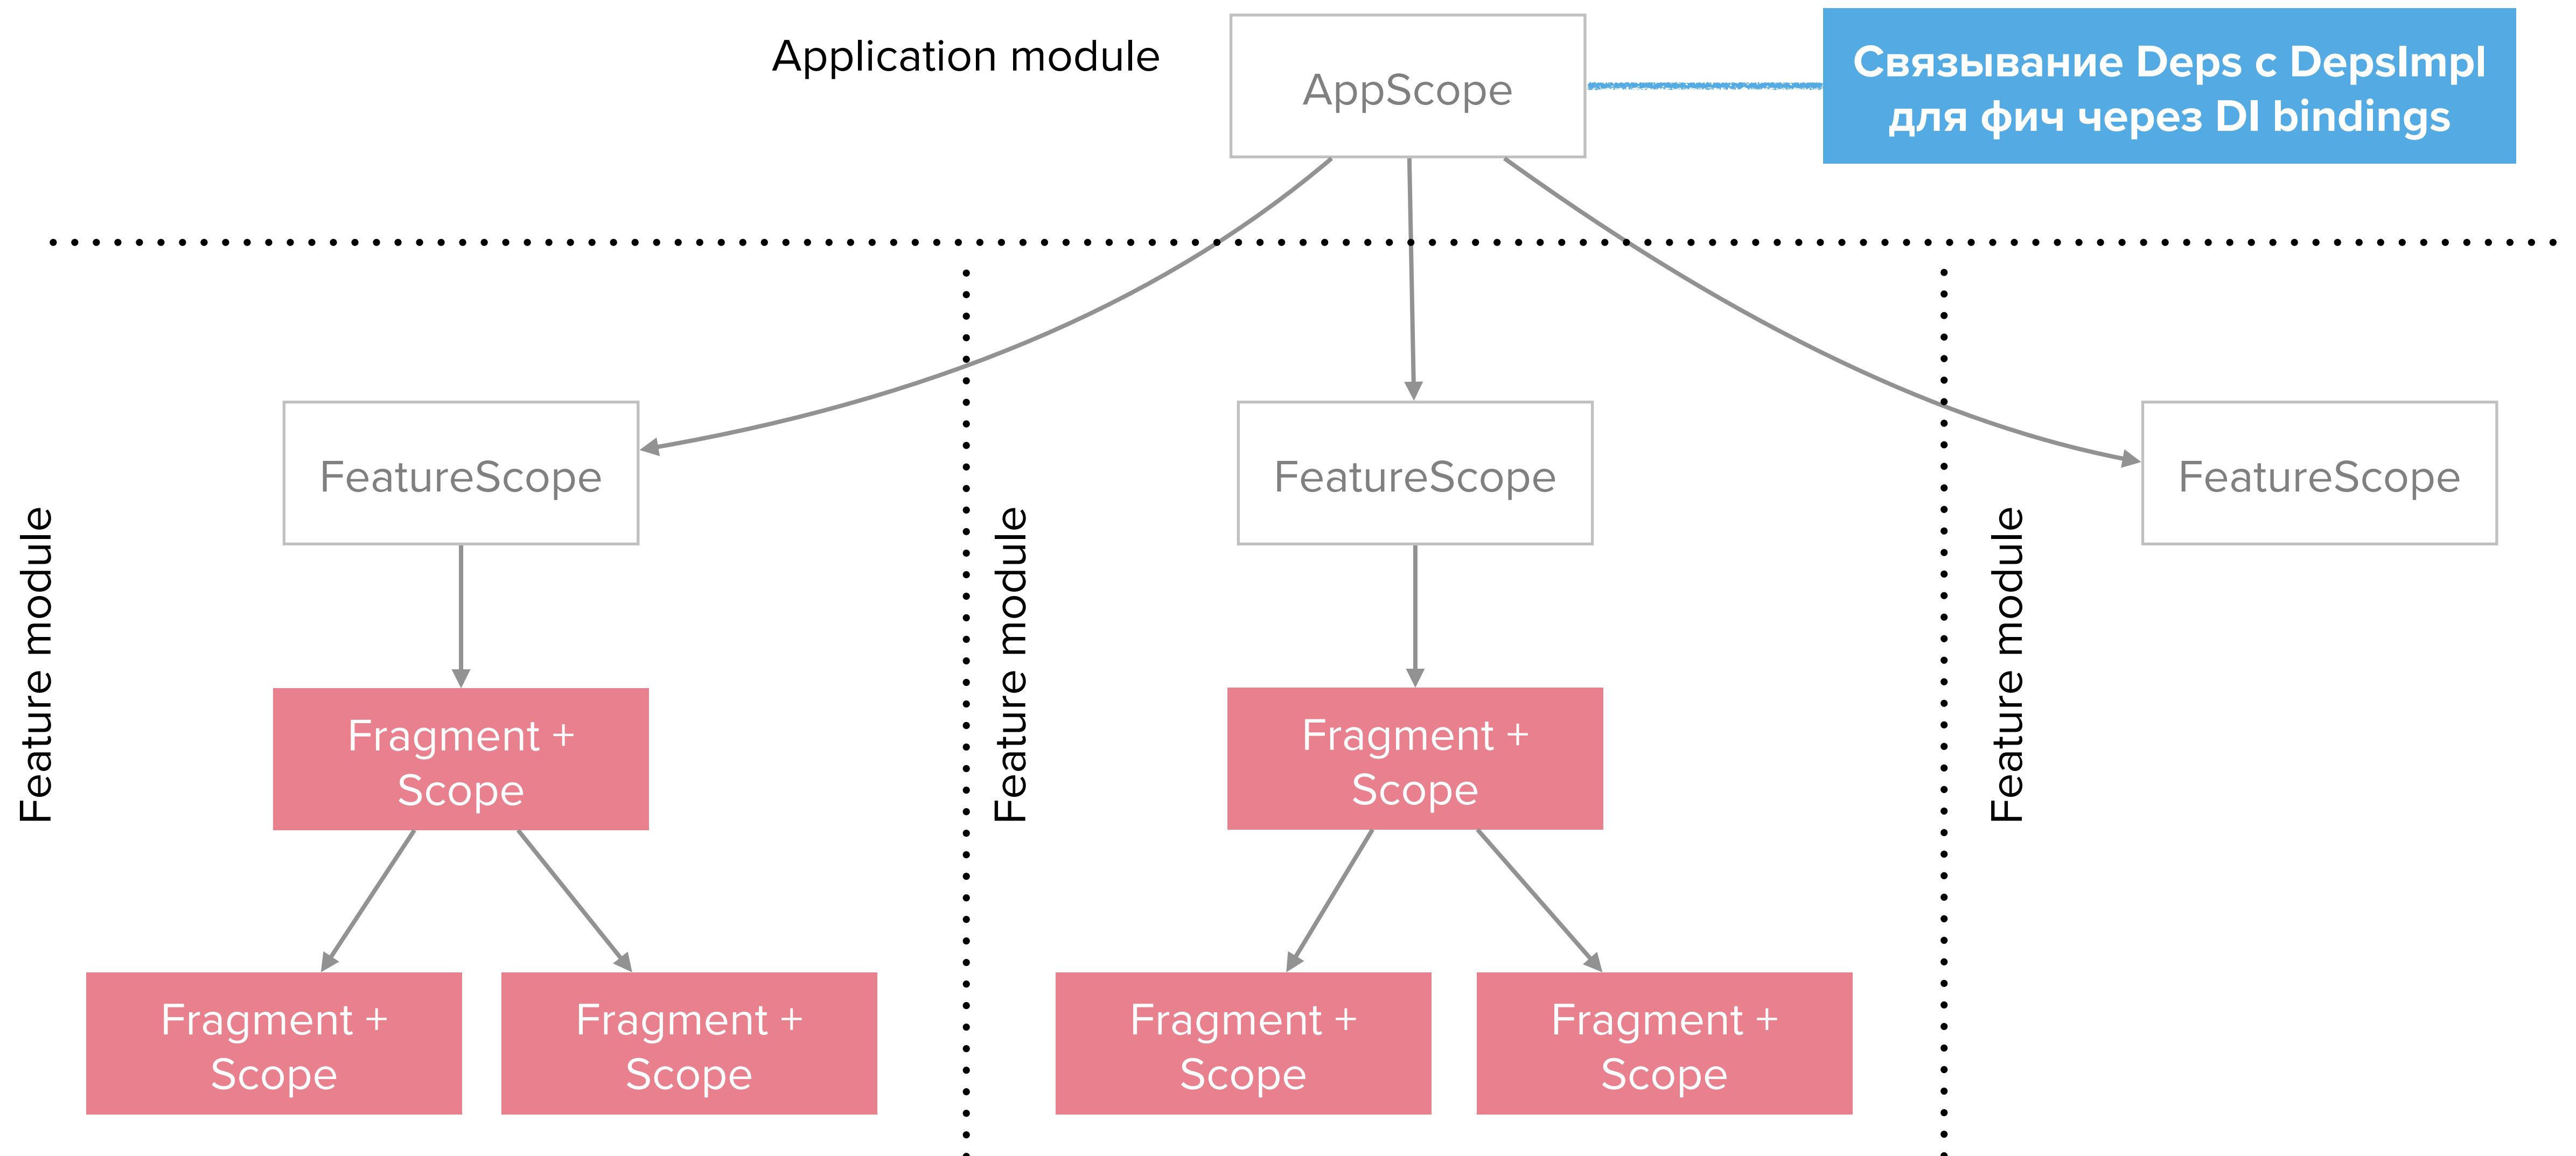 Application module
AppScope
Связывание Deps с DepsImpl
для фич через DI bindings
Feature module
FeatureScope
Fragment +
Scope
Fragment +
Scope
Fragment +
Scope
Feature module
FeatureScope
Fragment +
Scope
Fragment +
Scope
Fragment +
Scope
Feature module
FeatureScope